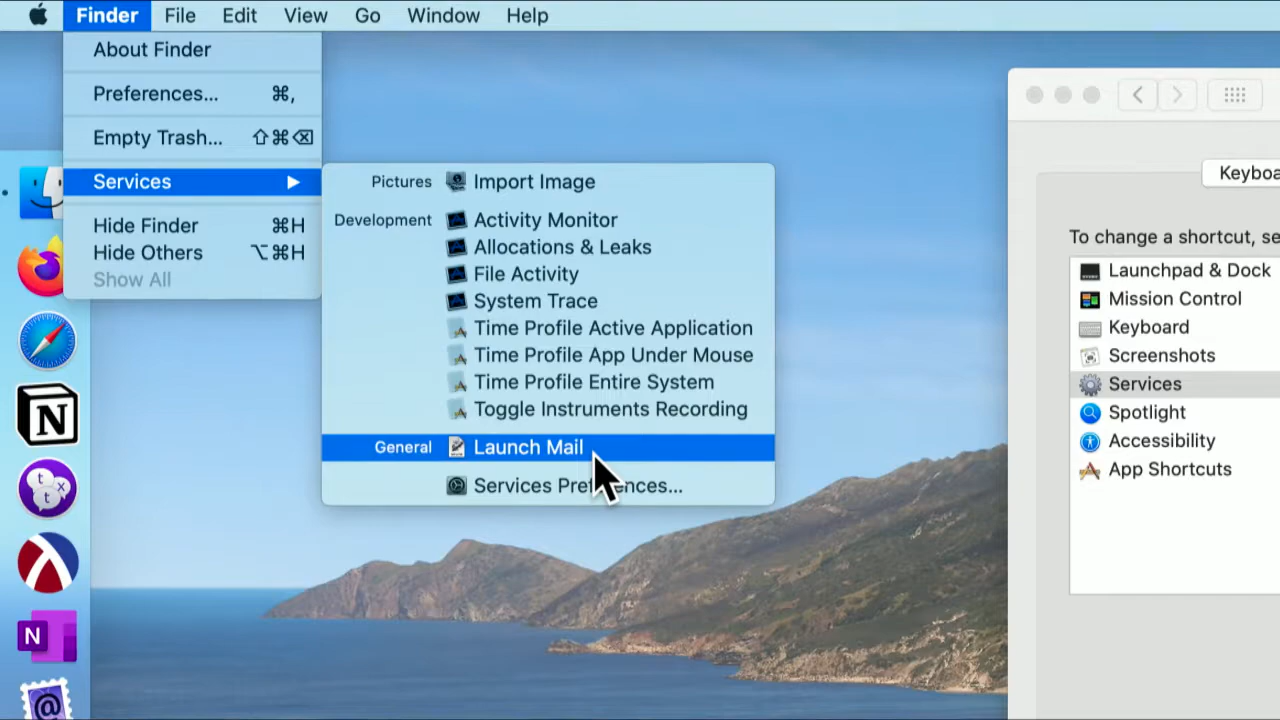 Finder File Edit View Go Window Help
About Finder
Preferences... ⌘,
Empty Trash... ⇧⌘⌫
Services ▶
Hide Finder ⌘H
Hide Others ⌥⌘H
Show All
Pictures Import Image
Development Activity Monitor
Allocations & Leaks
File Activity
System Trace
Time Profile Active Application
Time Profile App Under Mouse
Time Profile Entire System
Toggle Instruments Recording
General Launch Mail
Services Preferences...
Keyboa
To change a shortcut, se
Launchpad & Dock
Mission Control
Keyboard
Screenshots
Services
Spotlight
Accessibility
App Shortcuts
N
t x t
N
@